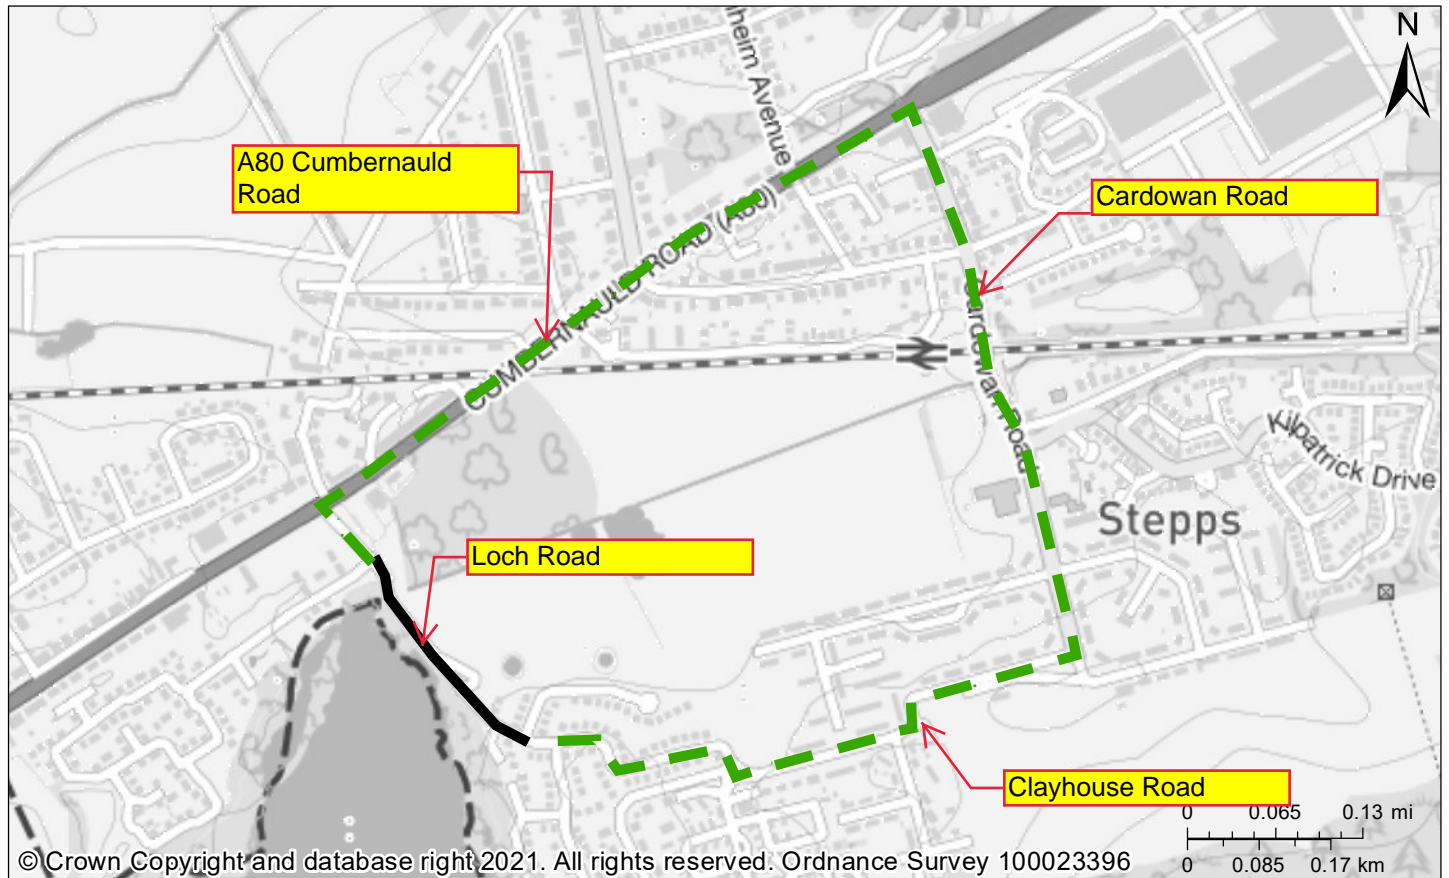 nheim Avenue
N
A80 Cumbernauld
Road
Cardowan Road
CUMBERNAULD ROAD (A80)
Cardowan Road
Kilpatrick Drive
Stepps
Loch Road
Clayhouse Road
0 0.065 0.13 mi
0 0.085 0.17 km
© Crown Copyright and database right 2021. All rights reserved. Ordnance Survey 100023396